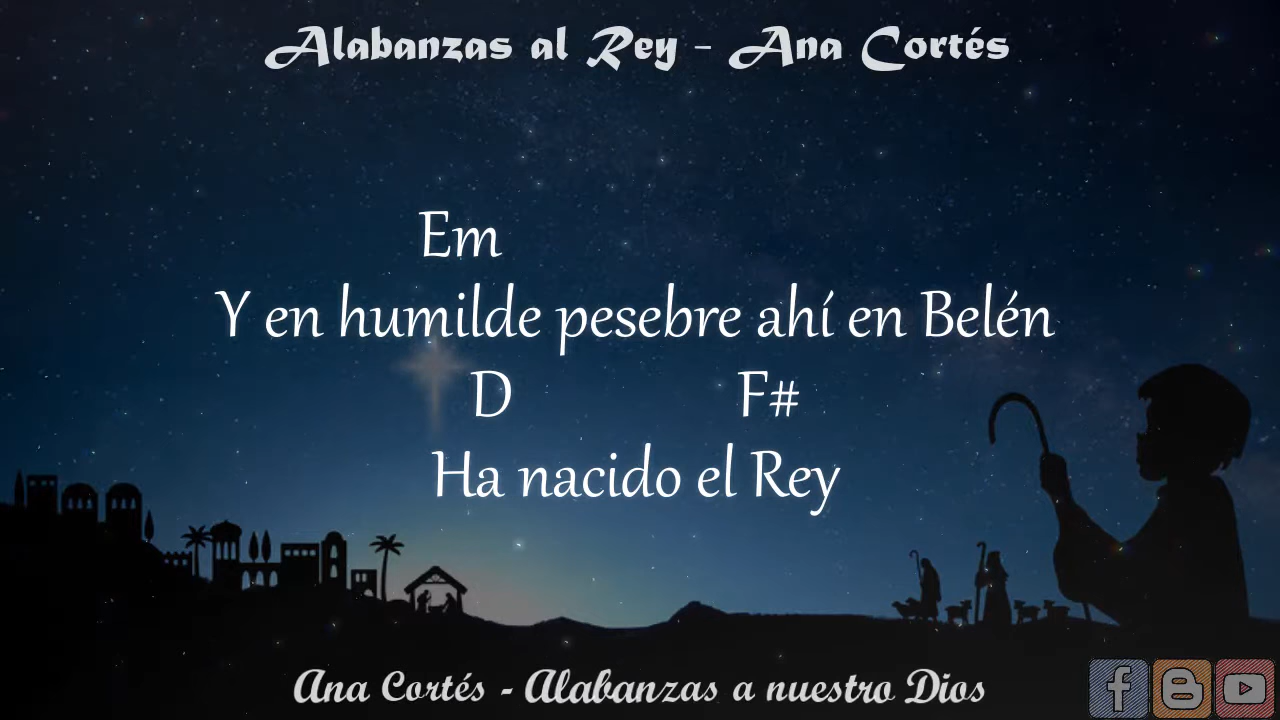 Alabanzas al Rey - Ana Cortés
Em
Y en humilde pesebre ahí en Belén
D F#
Ha nacido el Rey
Ana Cortés - Alabanzas a nuestro Dios